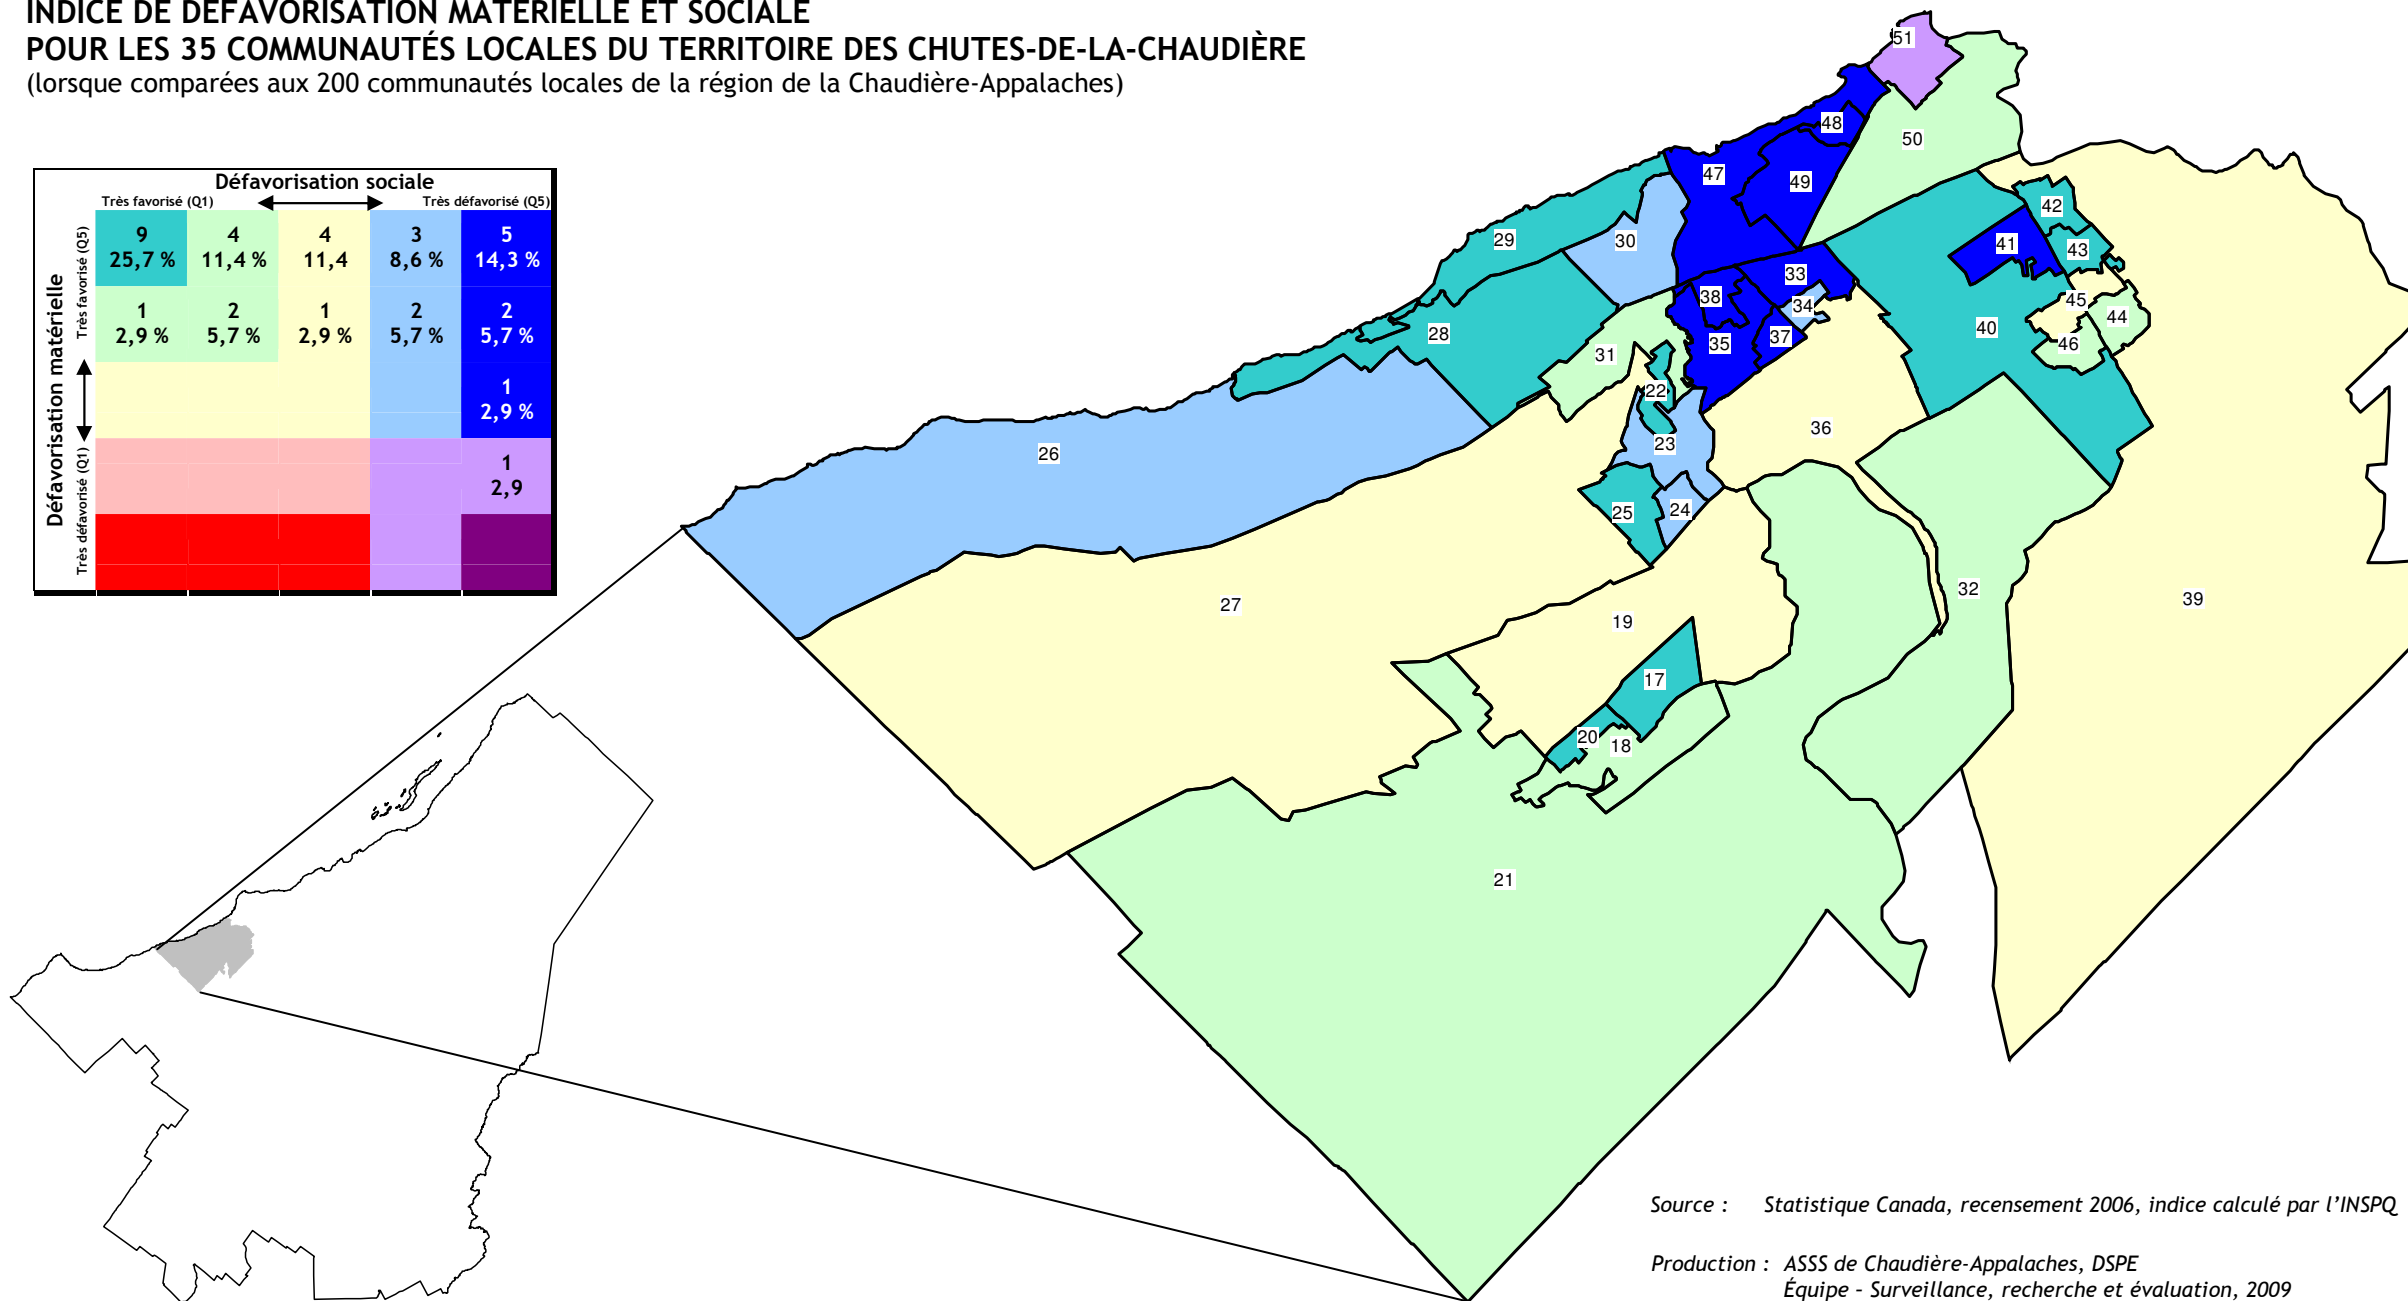 INDICE DE DÉFAVORISATION MATÉRIELLE ET SOCIALE
POUR LES 35 COMMUNAUTÉS LOCALES DU TERRITOIRE DES CHUTES-DE-LA-CHAUDIÈRE
(lorsque comparées aux 200 communautés locales de la région de la Chaudière-Appalaches)
Défavorisation sociale
Très favorisé (Q1) Très défavorisé (Q5)
Défavorisation matérielle
Très favorisé (Q5)
Très défavorisé (Q1)
9 4 4 3 5
25,7 % 11,4 % 11,4 8,6 % 14,3 %
1 2 1 2 2
2,9 % 5,7 % 2,9 % 5,7 % 5,7 %
1
2,9 %
1
2,9
51
48
50
47
49
42
29
30
41
43
33
38
34
45
44
28
35
37
40
46
31
22
36
23
26
25
24
32
27
39
19
17
20
18
21
Source : Statistique Canada, recensement 2006, indice calculé par l'INSPQ
Production : ASSS de Chaudière-Appalaches, DSPE
Équipe - Surveillance, recherche et évaluation, 2009